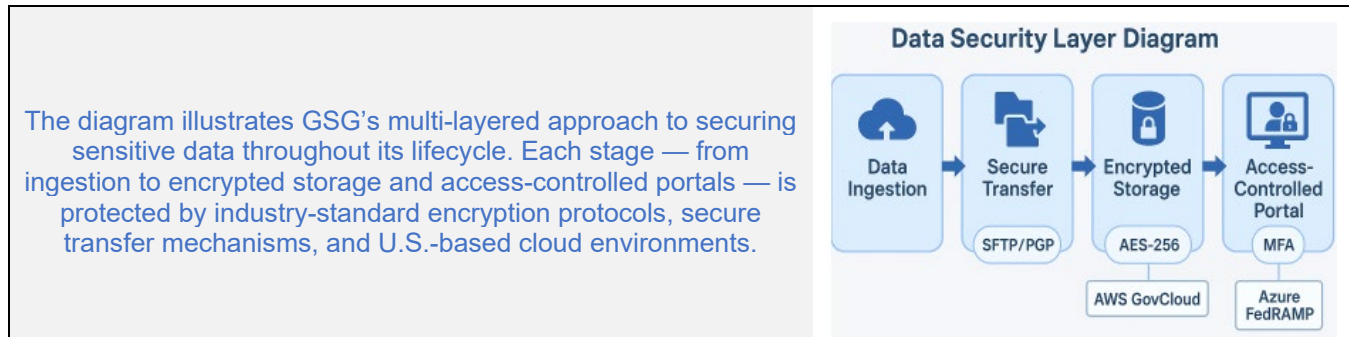 The diagram illustrates GSG’s multi-layered approach to securing
sensitive data throughout its lifecycle. Each stage — from
ingestion to encrypted storage and access-controlled portals — is
protected by industry-standard encryption protocols, secure
transfer mechanisms, and U.S.-based cloud environments.
Data Security Layer Diagram
Data
Ingestion
Secure
Transfer
SFTP/PGP
Encrypted
Storage
AES-256
AWS GovCloud
Access-
Controlled
Portal
MFA
Azure
FedRAMP